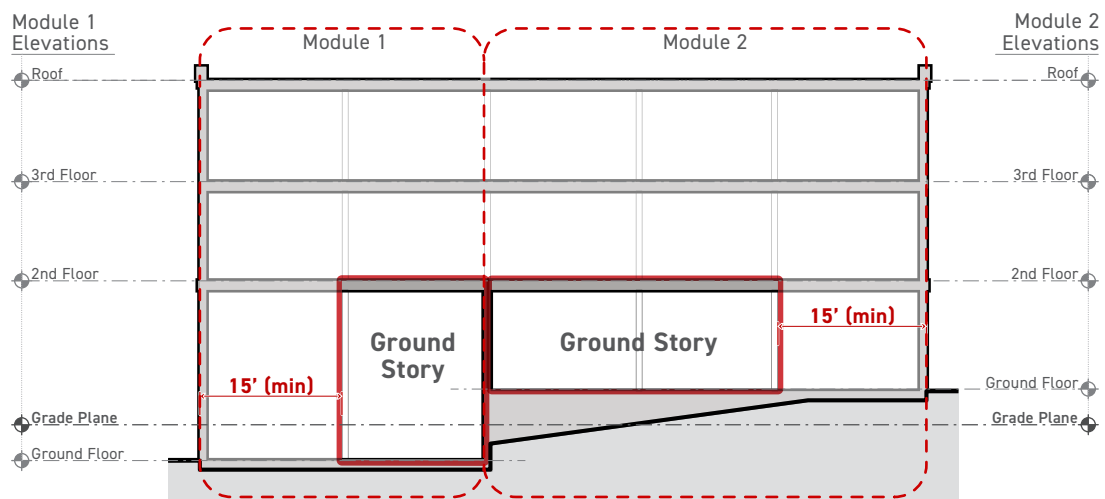 Module 1
Elevations
Module 1
Module 2
Module 2
Elevations
Roof
Roof
3rd Floor
3rd Floor
2nd Floor
2nd Floor
Ground
Story
Ground Story
15' (min)
15' (min)
Ground Floor
Grade Plane
Grade Plane
Ground Floor